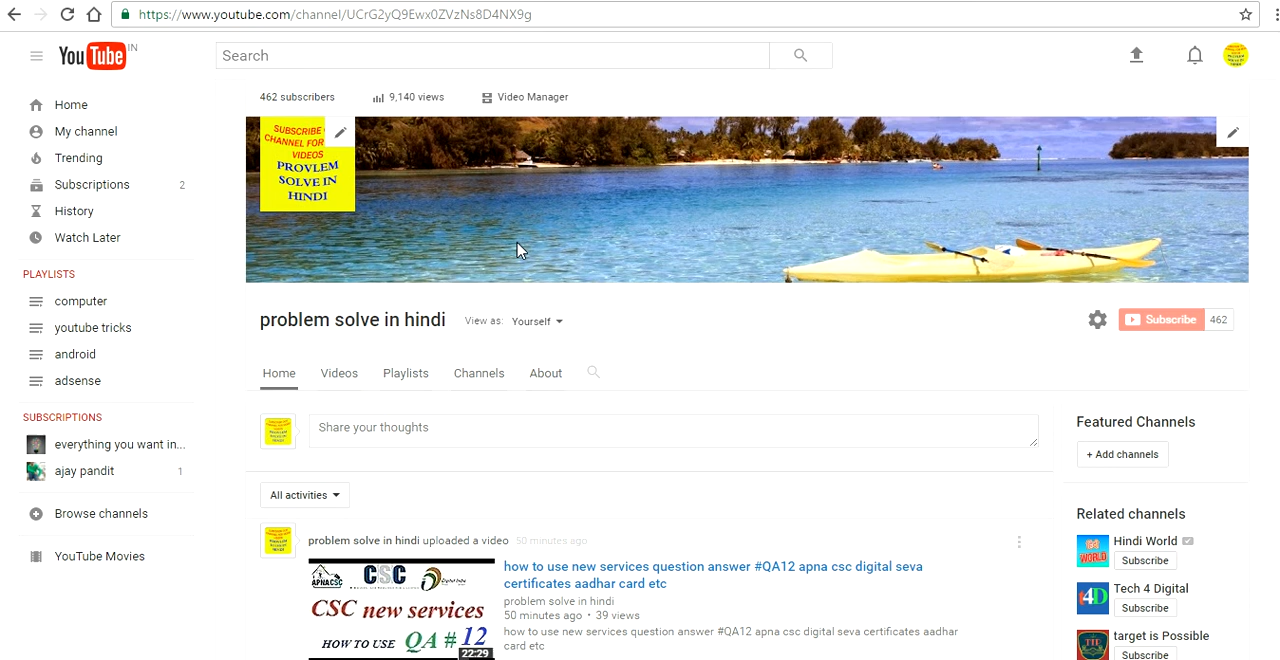 https://www.youtube.com/channel/UCrG2yQ9Ewx0ZVzNs8D4NX9g
YouTube IN
Search
462 subscribers 9,140 views Video Manager
Home
My channel
Trending
Subscriptions 2
History
Watch Later
PLAYLISTS
computer
youtube tricks
android
adsense
SUBSCRIPTIONS
everything you want in...
ajay pandit 1
Browse channels
YouTube Movies
SUBSCRIBE
CHANNEL FOR
VIDEOS
PROVLEM
SOLVE IN
HINDI
problem solve in hindi View as: Yourself
Subscribe 462
Home Videos Playlists Channels About
Share your thoughts
All activities
problem solve in hindi uploaded a video 50 minutes ago
APNA CSC CSC Digital India
CSC new services
HOW TO USE QA # 12
22:29
how to use new services question answer #QA12 apna csc digital seva
certificates aadhar card etc
problem solve in hindi
50 minutes ago • 39 views
how to use new services question answer #QA12 apna csc digital seva certificates aadhar
card etc
Featured Channels
+ Add channels
Related channels
Hindi World
Subscribe
Tech 4 Digital
Subscribe
target is Possible
Subscribe